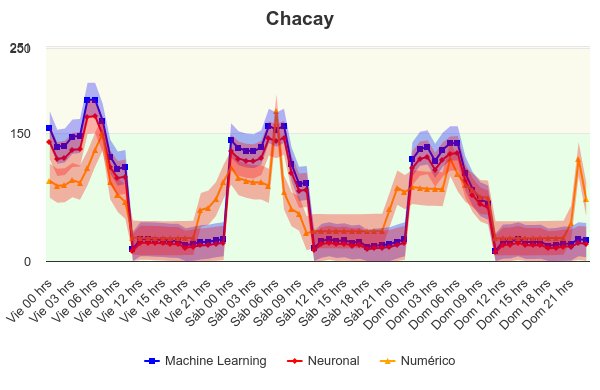 Chacay
250
150
0
Vie 00 hrs
Vie 03 hrs
Vie 06 hrs
Vie 09 hrs
Vie 12 hrs
Vie 15 hrs
Vie 18 hrs
Vie 21 hrs
Sáb 00 hrs
Sáb 03 hrs
Sáb 06 hrs
Sáb 09 hrs
Sáb 12 hrs
Sáb 15 hrs
Sáb 18 hrs
Sáb 21 hrs
Dom 00 hrs
Dom 03 hrs
Dom 06 hrs
Dom 09 hrs
Dom 12 hrs
Dom 15 hrs
Dom 18 hrs
Dom 21 hrs
Machine Learning Neuronal Numérico